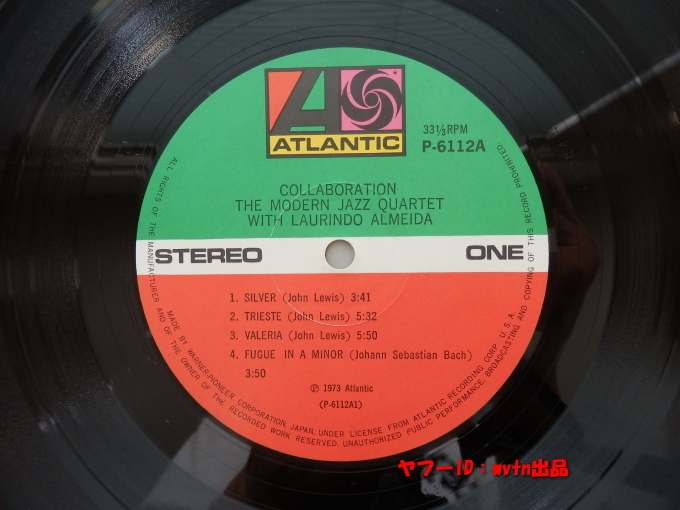 ATLANTIC
33⅓RPM
P-6112A
COLLABORATION
THE MODERN JAZZ QUARTET
WITH LAURINDO ALMEIDA
STEREO
ONE
1. SILVER (John Lewis) 3:41
2. TRIESTE (John Lewis) 5:32
3. VALERIA (John Lewis) 5:50
4. FUGUE IN A MINOR (Johann Sebastian Bach)
3:50
Ⓟ 1973 Atlantic
(P-6112A1)
ALL RIGHTS OF THE MANUFACTURER AND OF THE OWNER OF THE RECORDED WORK RESERVED. UNAUTHORIZED PUBLIC PERFORMANCE, BROADCASTING AND COPYING OF THIS RECORD PROHIBITED.
MADE BY WARNER-PIONEER CORPORATION, JAPAN, UNDER LICENSE FROM ATLANTIC RECORDING CORP. U.S.A.
ヤフーID：mvtn出品